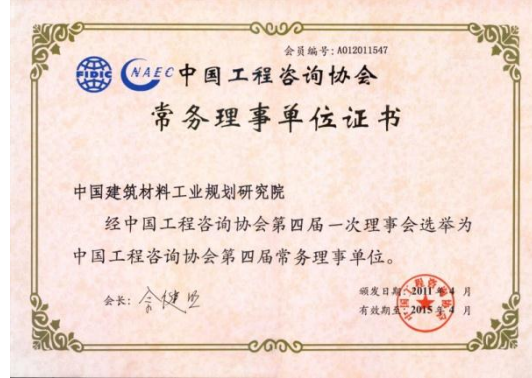 会员编号:A012011547
FIDIC NAEC 中国工程咨询协会
常务理事单位证书
中国建筑材料工业规划研究院
经中国工程咨询协会第四届一次理事会选举为
中国工程咨询协会第四届常务理事单位。
颁发日期:2011年4月
会长:
有效期至:2015年4月